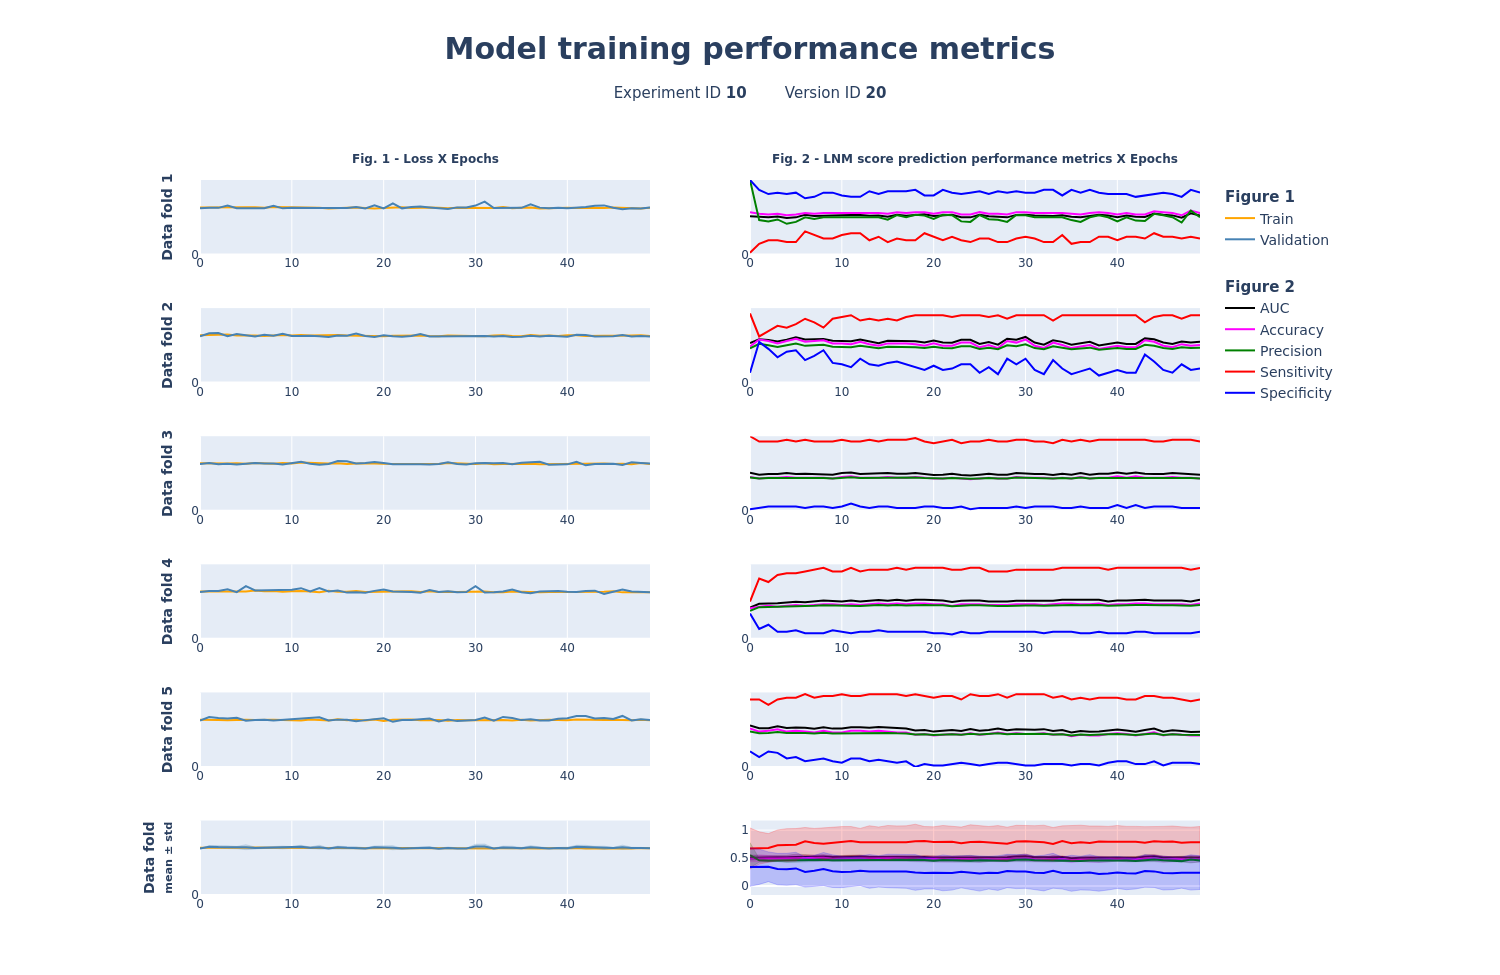 Model training performance metrics
Experiment ID 10 Version ID 20
Fig. 1 - Loss X Epochs
Fig. 2 - LNM score prediction performance metrics X Epochs
Data fold 1
0
0 10 20 30 40
0
0 10 20 30 40
Figure 1
Train
Validation
Figure 2
AUC
Accuracy
Precision
Sensitivity
Specificity
Data fold 2
0
0 10 20 30 40
0
0 10 20 30 40
Data fold 3
0
0 10 20 30 40
0
0 10 20 30 40
Data fold 4
0
0 10 20 30 40
0
0 10 20 30 40
Data fold 5
0
0 10 20 30 40
0
0 10 20 30 40
Data fold
mean ± std
0
0 10 20 30 40
1
0.5
0
0 10 20 30 40